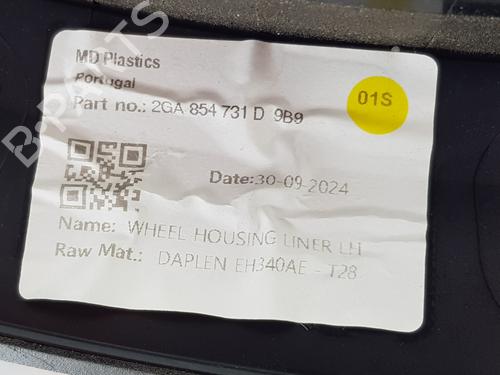 MD Plastics
Portugal
Part no.: 2GA 854 731 D 9B9
01S
Date:30-09-2024
Name: WHEEL HOUSING LINER LH
Raw Mat.: DAPLEN EH340AE - T28
B-PARTS